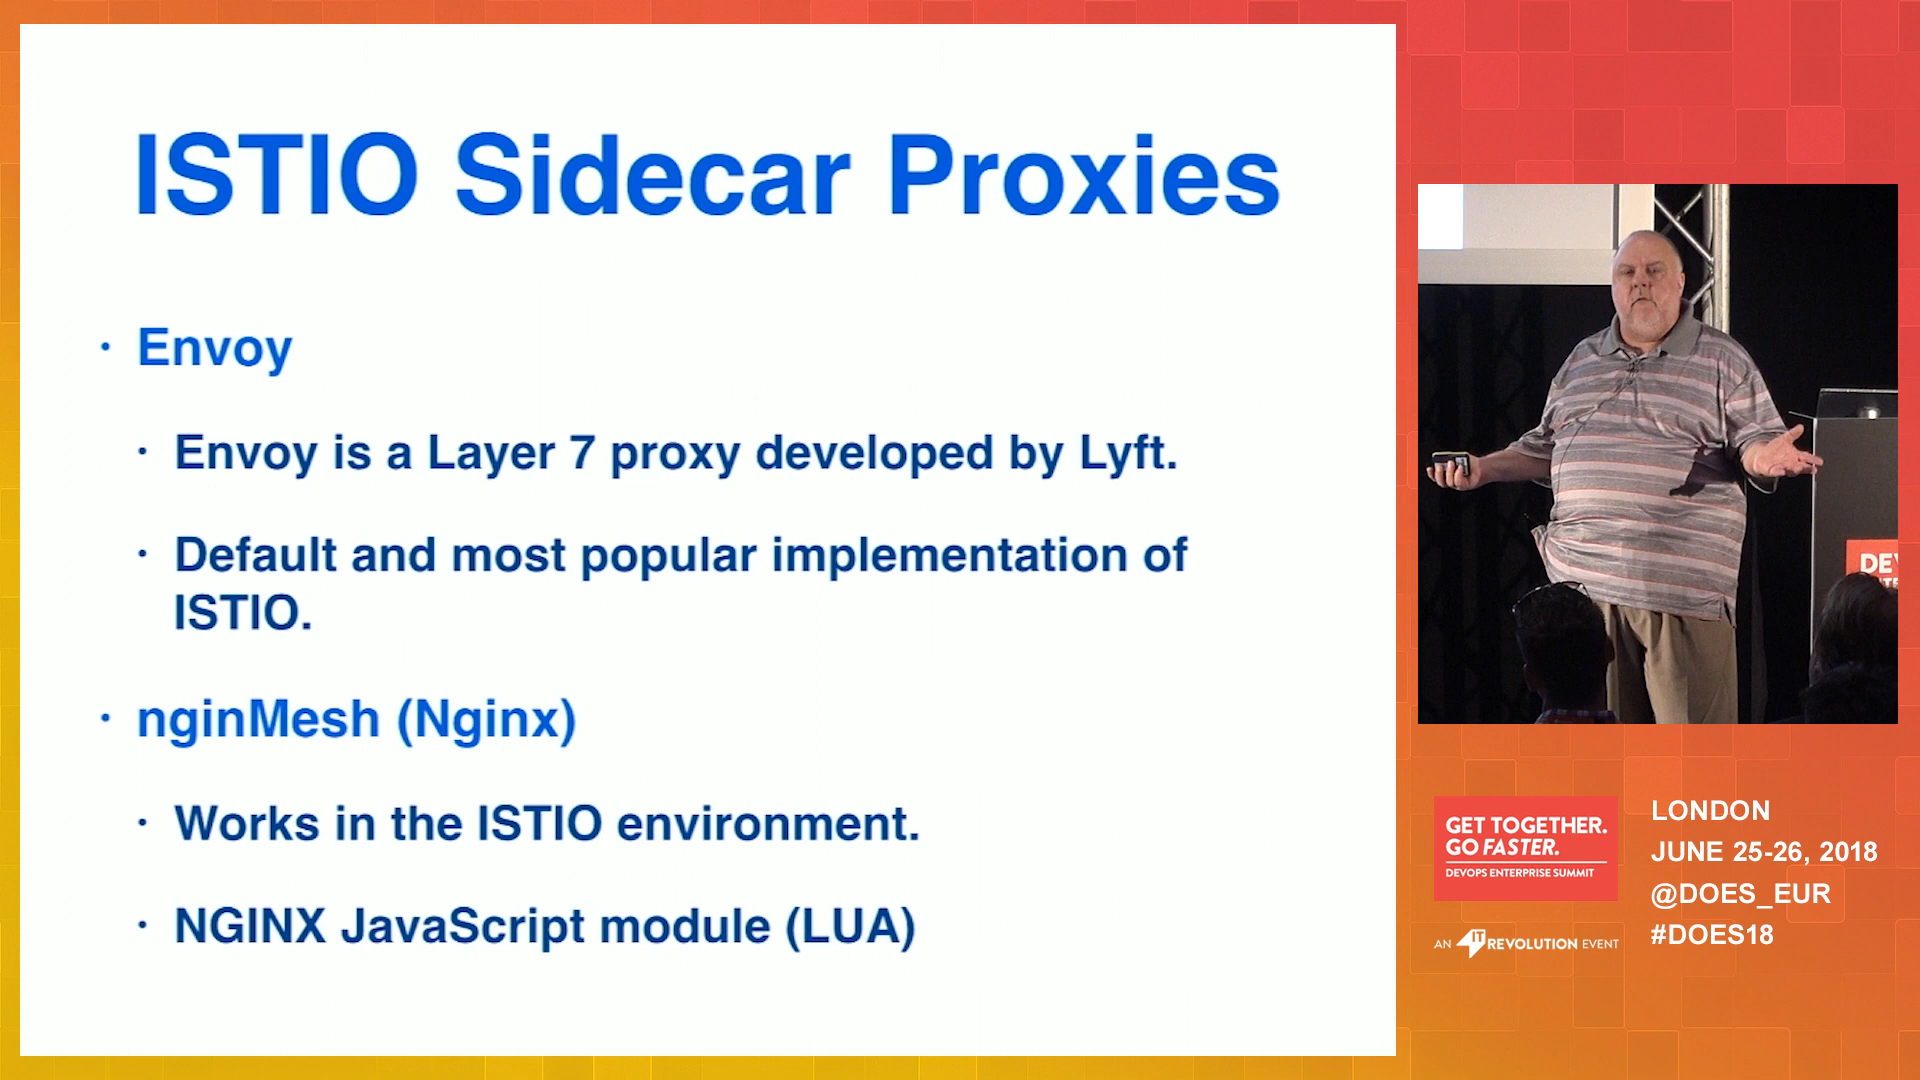 ISTIO Sidecar Proxies
· Envoy
· Envoy is a Layer 7 proxy developed by Lyft.
· Default and most popular implementation of
ISTIO.
· nginMesh (Nginx)
· Works in the ISTIO environment.
· NGINX JavaScript module (LUA)
DE
GET TOGETHER.
GO FASTER.
DEVOPS ENTERPRISE SUMMIT
AN IT REVOLUTION EVENT
LONDON
JUNE 25-26, 2018
@DOES_EUR
#DOES18